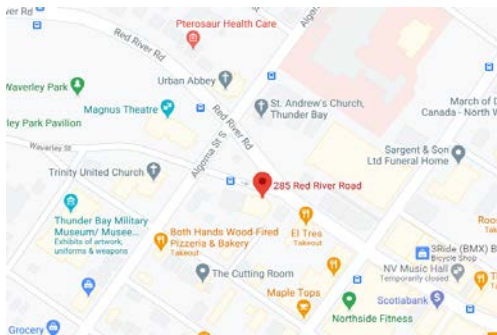 ver Rd
Pterosaur Health Care
Red River Rd
Algoma
Urban Abbey
Waverley Park
Magnus Theatre
St. Andrew's Church,
Thunder Bay
March of D
Canada - North W
ley Park Pavilion
Red River Rd
Algoma St S
Waverley St
Sargent & Son
Ltd Funeral Home
Trinity United Church
285 Red River Road
Thunder Bay Military
Museum/ Musee...
Exhibits of artwork,
uniforms & weapons
Both Hands Wood-Fired
Pizzeria & Bakery
Takeout
El Tres
Takeout
Roo
3Ride (BMX) B
Bicycle Shop
The Cutting Room
NV Music Hall
Temporarily closed
T
Ta
Maple Tops
Scotiabank
Northside Fitness
Grocery